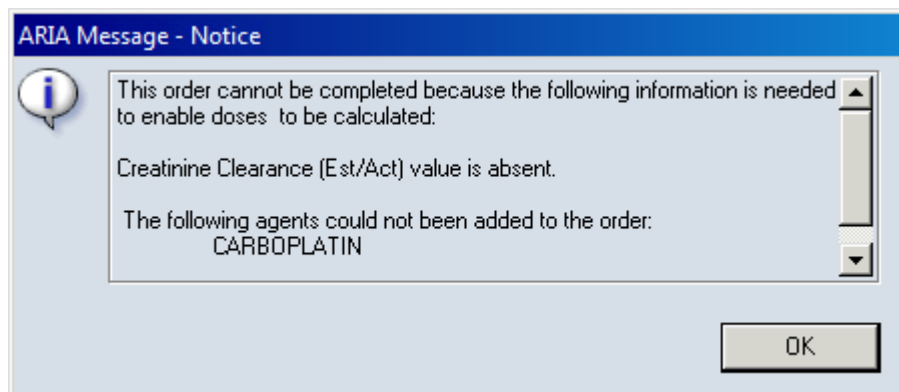 ARIA Message - Notice
This order cannot be completed because the following information is needed
to enable doses to be calculated:
Creatinine Clearance (Est/Act) value is absent.
The following agents could not been added to the order:
CARBOPLATIN
OK